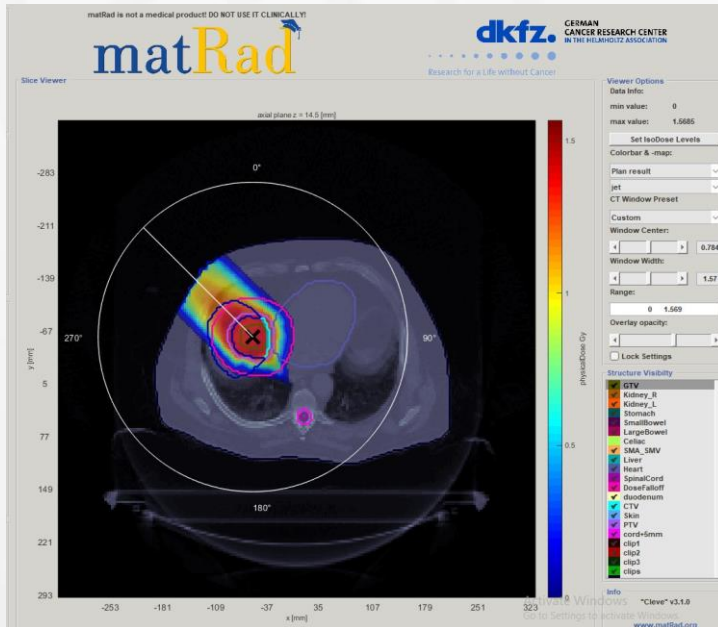 matRad is not a medical product! DO NOT USE IT CLINICALLY!
matRad
dkfz.
GERMAN
CANCER RESEARCH CENTER
IN THE HELMHOLTZ ASSOCIATION
Research for a Life without Cancer
Slice Viewer
axial plane z = 14.5 [mm]
-283
-211
-139
-67
5
77
149
221
293
y [mm]
0°
90°
180°
270°
-253
-181
-109
-37
35
107
179
251
323
x [mm]
1.5
1
0.5
0
physicalDose Gy
Viewer Options
Data Info:
min value: 0
max value: 1.5685
Set IsoDose Levels
Colorbar & -map:
Plan result
jet
CT Window Preset
Custom
Window Center:
0.784
Window Width:
1.57
Range:
0 1.569
Overlay opacity:
Lock Settings
Structure Visibilty
GTV
Kidney_R
Kidney_L
Stomach
SmallBowel
LargeBowel
Celiac
SMA_SMV
Liver
Heart
SpinalCord
DoseFalloff
duodenum
CTV
Skin
PTV
cord+5mm
clip1
clip2
clip3
clips
Info
"Cleve" v3.1.0
www.matRad.org
Activate Windows
Go to Settings to activate Windows.